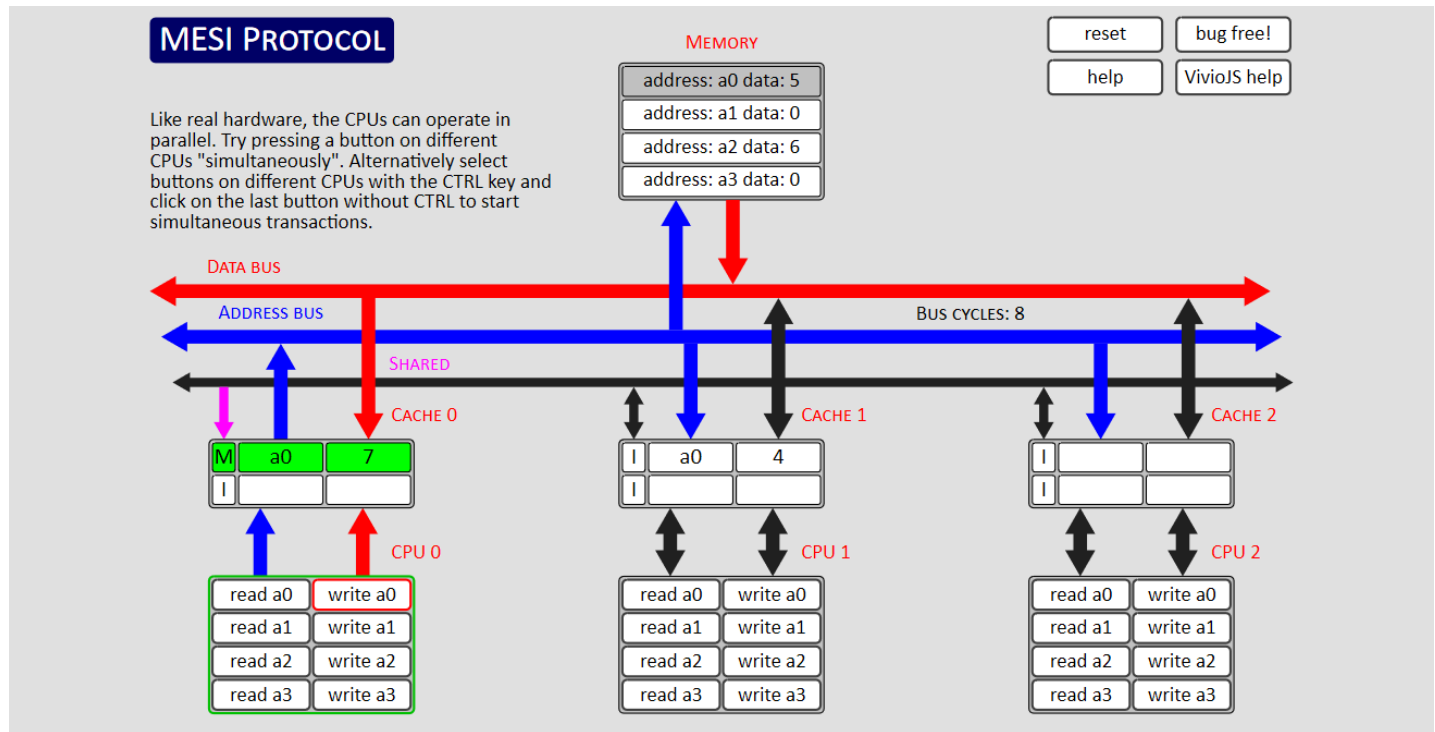 MESI PROTOCOL
reset
bug free!
help
VivioJS help
MEMORY
address: a0 data: 5
address: a1 data: 0
address: a2 data: 6
address: a3 data: 0
Like real hardware, the CPUs can operate in
parallel. Try pressing a button on different
CPUs "simultaneously". Alternatively select
buttons on different CPUs with the CTRL key and
click on the last button without CTRL to start
simultaneous transactions.
DATA BUS
ADDRESS BUS
BUS CYCLES: 8
SHARED
CACHE 0
M a0 7
I
CACHE 1
I a0 4
I
CACHE 2
I
I
CPU 0
read a0 write a0
read a1 write a1
read a2 write a2
read a3 write a3
CPU 1
read a0 write a0
read a1 write a1
read a2 write a2
read a3 write a3
CPU 2
read a0 write a0
read a1 write a1
read a2 write a2
read a3 write a3